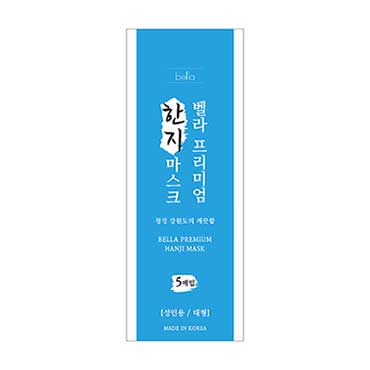 bella
벨라 프리미엄
한지마스크
청정 강원도의 깨끗함
BELLA PREMIUM
HANJI MASK
5매입
[성인용 / 대형]
MADE IN KOREA